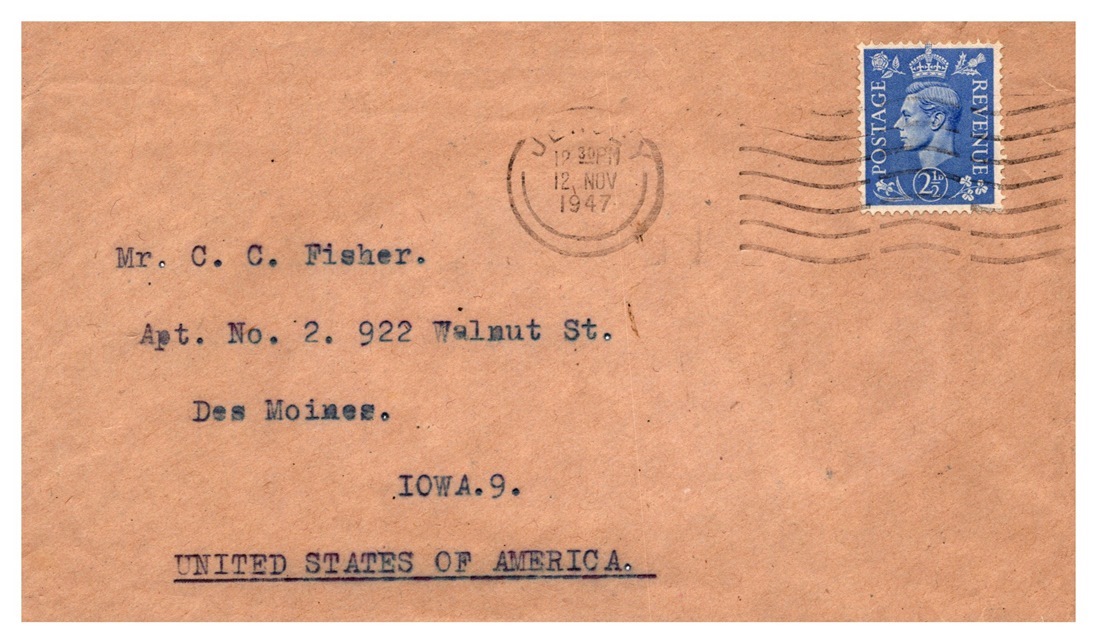 POSTAGE
REVENUE
2½D
12 30PM
12 NOV
1947
Mr. C. C. Fisher.
Apt. No. 2. 922 Walnut St.
Des Moines.
IOWA.9.
UNITED STATES OF AMERICA.